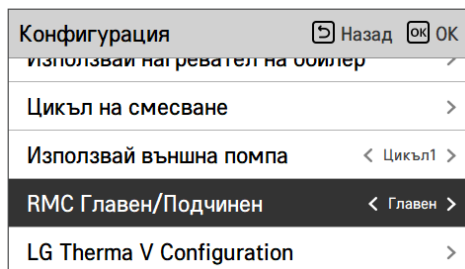 Конфигурация Назад OK OK
Използвай нагревател на бойлер >
Цикъл на смесване >
Използвай външна помпа < Цикъл1 >
RMC Главен/Подчинен < Главен >
LG Therma V Configuration >